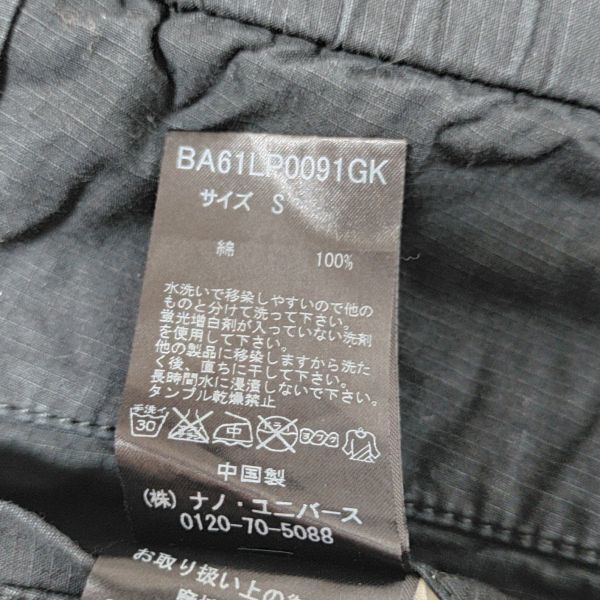 BA61LP0091GK
サイズ S
綿 100%
水洗いで移染しやすいので他の
ものと分けて洗って下さい。
蛍光増白剤が入っていない洗剤
を使用して下さい。
他の製品に移染しますから洗た
く後、直ちに干して下さい。
長時間水に浸漬しないで下さい。
タンブル乾燥禁止
手洗イ
30
中
中国製
(株) ナノ・ユニバース
0120-70-5088
お取り扱い上の